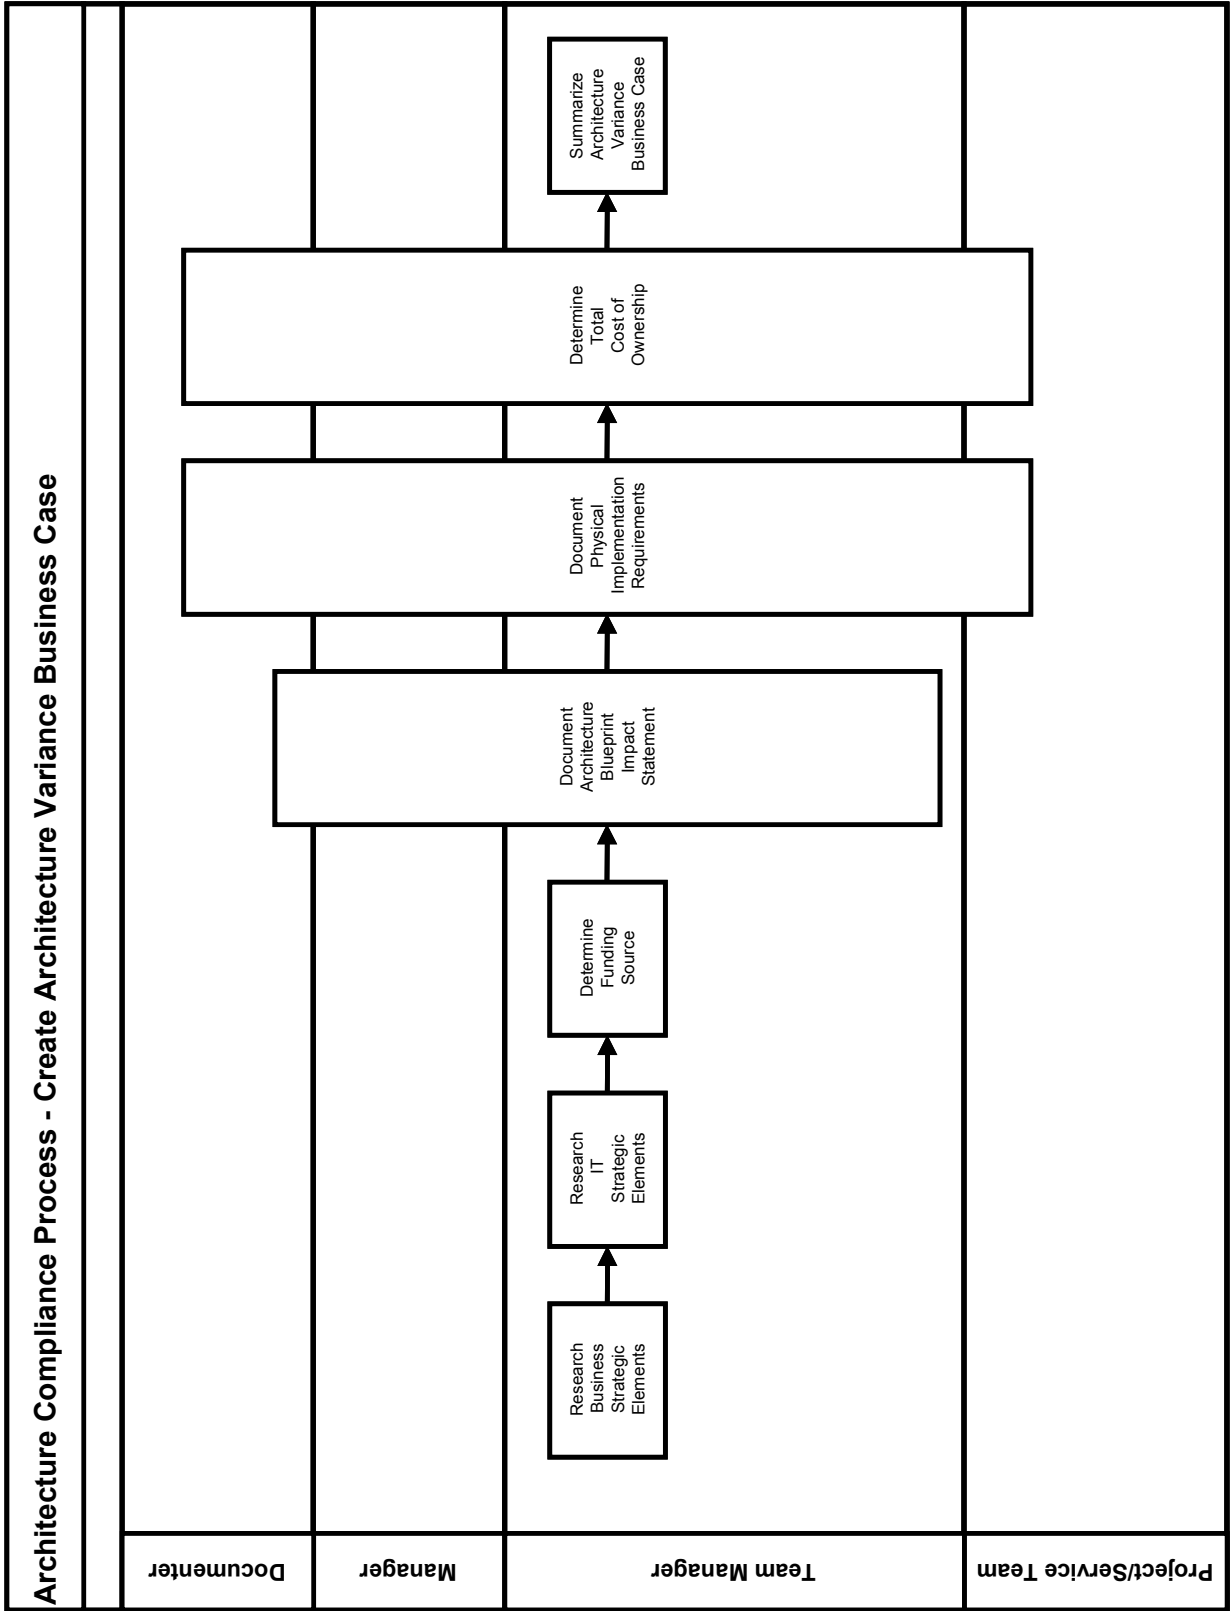 Architecture Compliance Process - Create Architecture Variance Business Case
Documenter
Manager
Team Manager
Project/Service Team
Research
Business
Strategic
Elements
Research
IT
Strategic
Elements
Determine
Funding
Source
Document
Architecture
Blueprint
Impact
Statement
Document
Physical
Implementation
Requirements
Determine
Total
Cost of
Ownership
Summarize
Architecture
Variance
Business Case